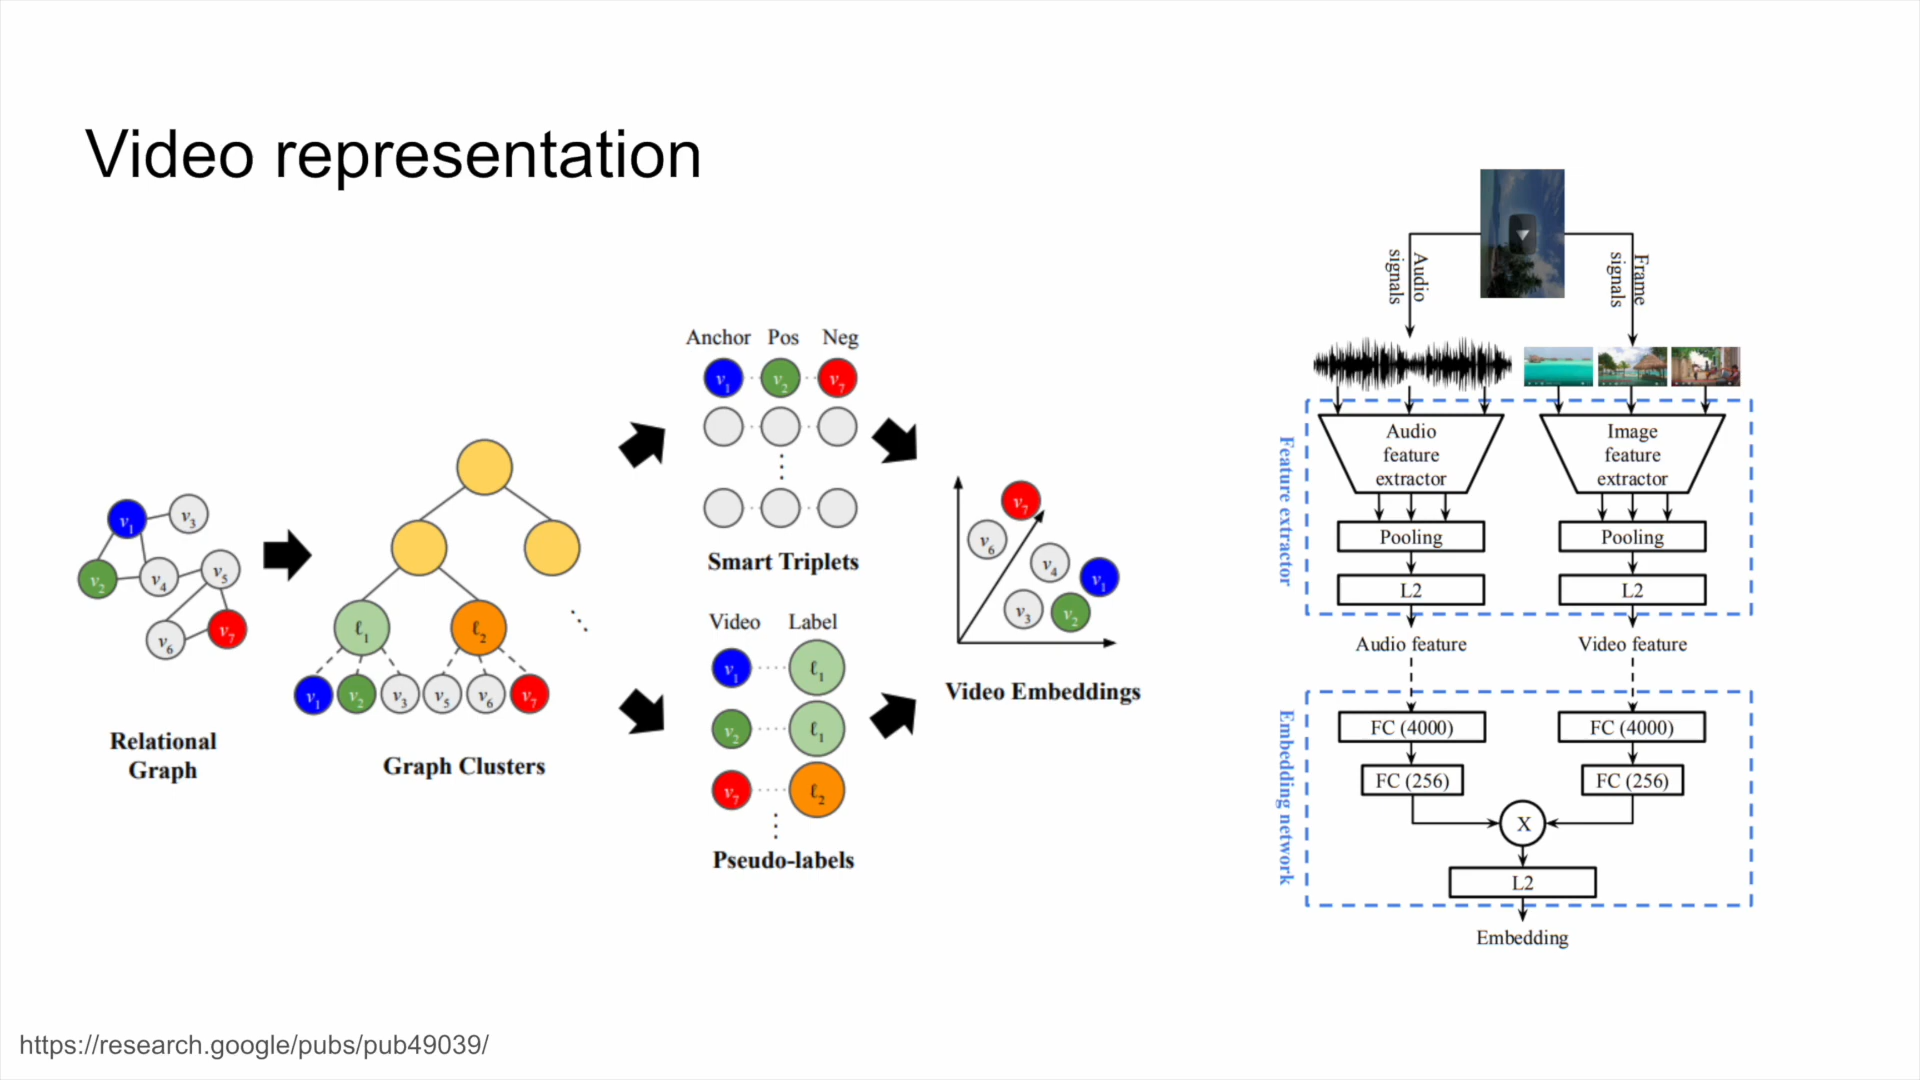 Video representation
v1
v3
v2
v4
v5
v6
v7
Relational
Graph
ℓ1
ℓ2
v1
v2
v3
v5
v6
v7
Graph Clusters
Anchor Pos Neg
v1
v2
v7
Smart Triplets
Video Label
v1
ℓ1
v2
ℓ1
v7
ℓ2
Pseudo-labels
v7
v6
v4
v1
v3
v2
Video Embeddings
Audio
signals
Frame
signals
Feature extractor
Audio
feature
extractor
Image
feature
extractor
Pooling
Pooling
L2
L2
Audio feature
Video feature
Embedding network
FC (4000)
FC (4000)
FC (256)
FC (256)
X
L2
Embedding
https://research.google/pubs/pub49039/